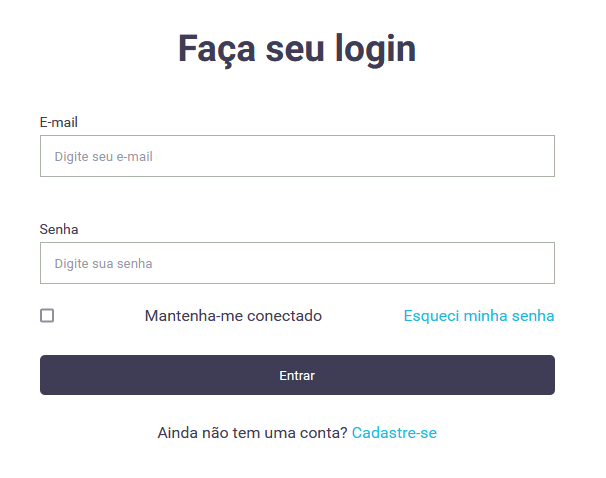 Faça seu login
E-mail
Digite seu e-mail
Senha
Digite sua senha
Mantenha-me conectado Esqueci minha senha
Entrar
Ainda não tem uma conta? Cadastre-se